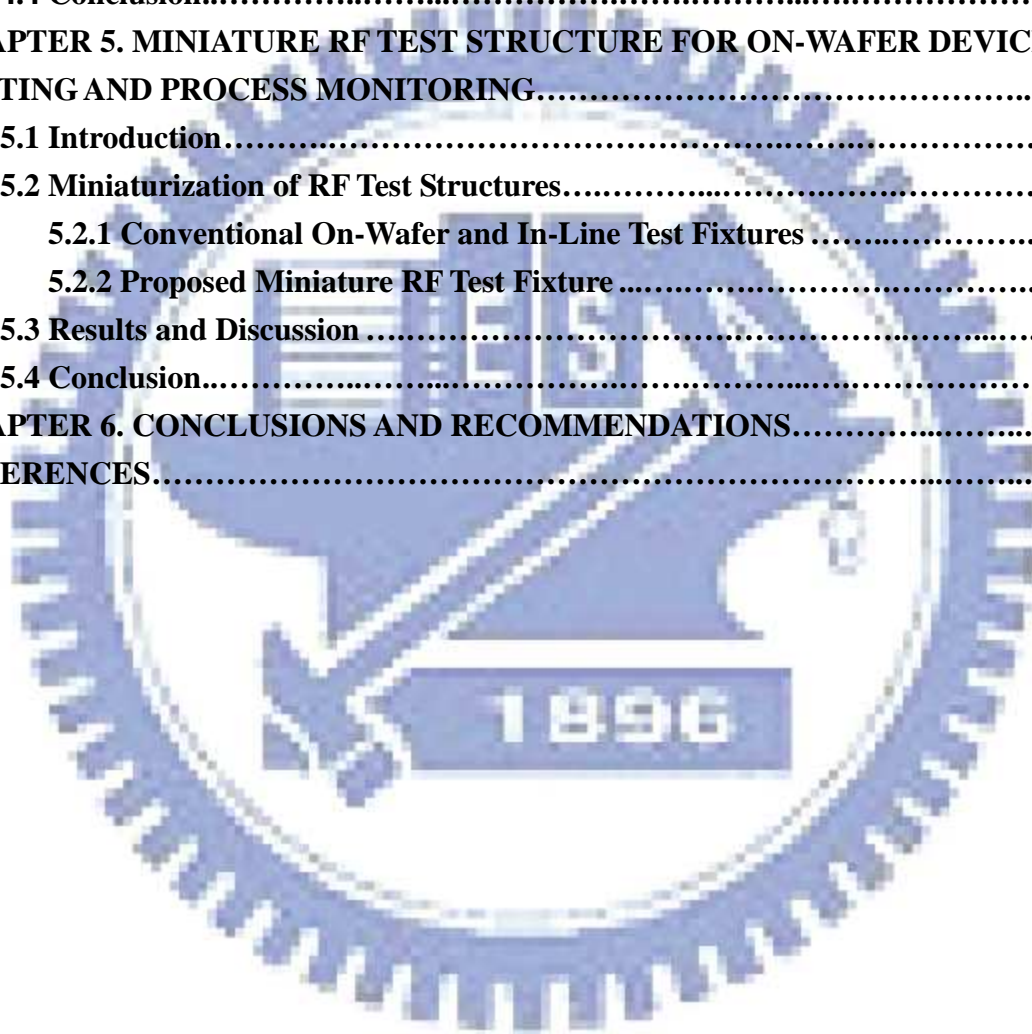 4.4 Conclusion
APTER 5. MINIATURE RF TEST STRUCTURE FOR ON-WAFER DEVIC
TING AND PROCESS MONITORING
5.1 Introduction
5.2 Miniaturization of RF Test Structures
5.2.1 Conventional On-Wafer and In-Line Test Fixtures
5.2.2 Proposed Miniature RF Test Fixture
5.3 Results and Discussion
5.4 Conclusion
APTER 6. CONCLUSIONS AND RECOMMENDATIONS
ERENCES
E S A
1896